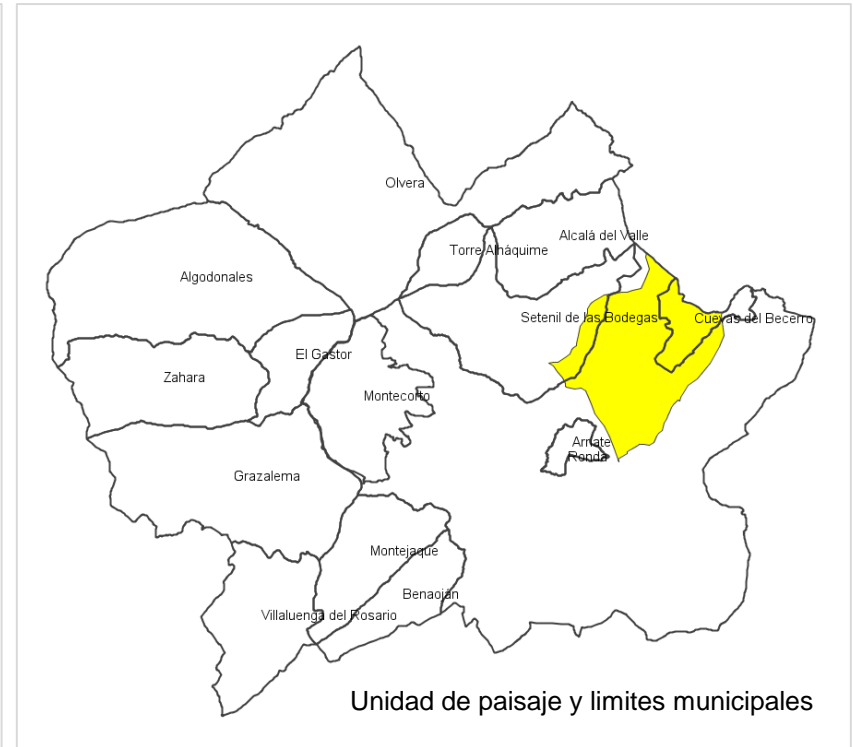 Olvera
Alcalá del Valle
Torre Alháquime
Algodonales
Setenil de las Bodegas
Cuevas del Becerro
El Gastor
Zahara
Montecorto
Arriate
Ronda
Grazalema
Montejaque
Benaoján
Villaluenga del Rosario
Unidad de paisaje y limites municipales